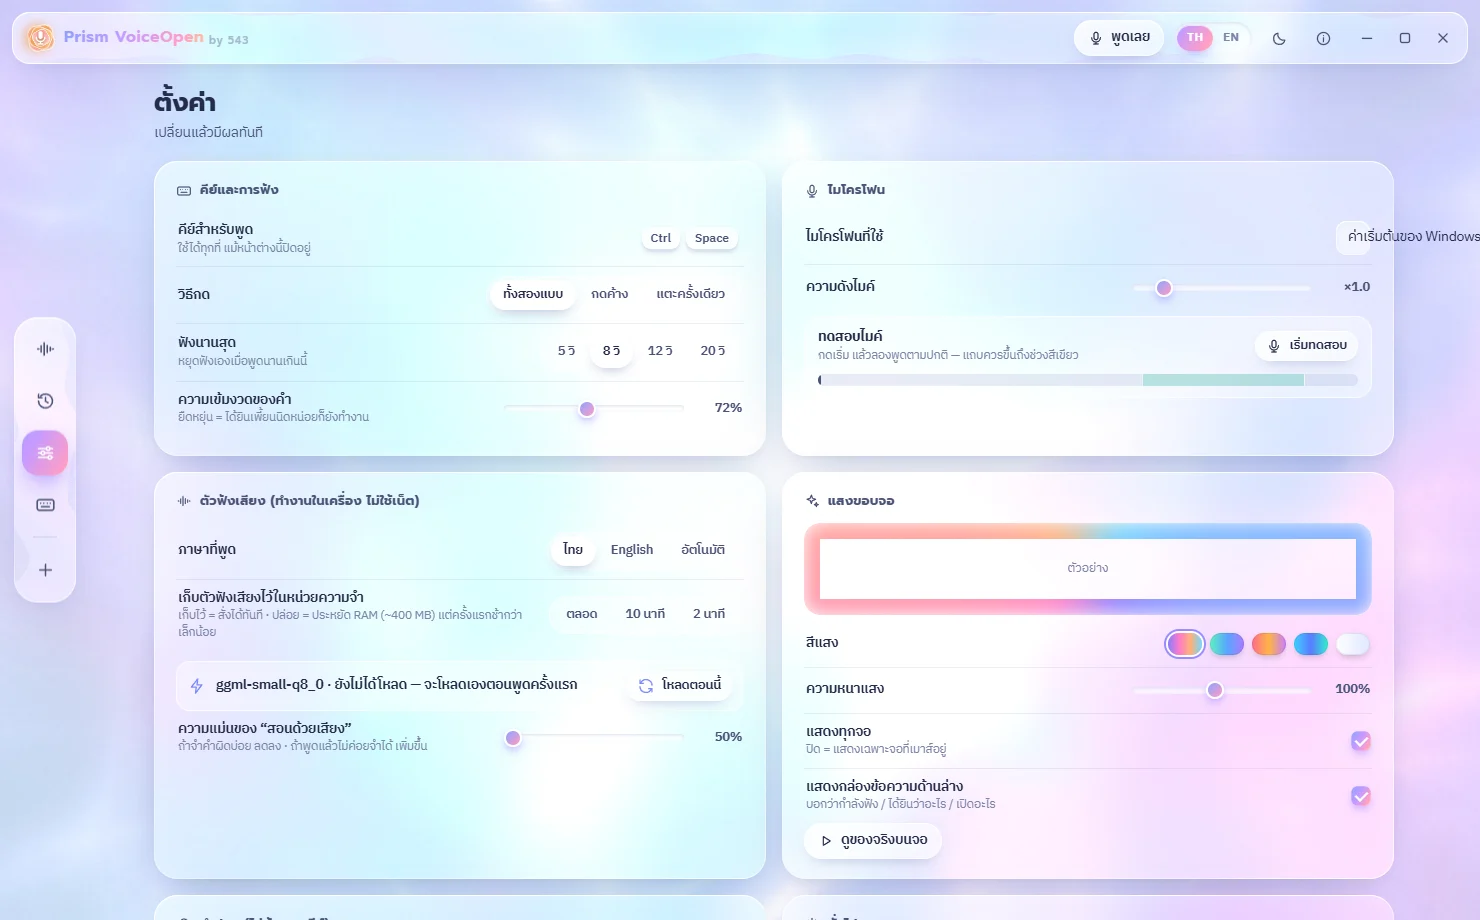 Prism VoiceOpen by 543
พูดเลย
TH EN
ตั้งค่า
เปลี่ยนแล้วมีผลทันที
คีย์และการฟัง
คีย์สำหรับพูด
ใช้ได้ทุกที่ แม้หน้าต่างนี้ปิดอยู่
Ctrl Space
วิธีกด
ทั้งสองแบบ กดค้าง แตะครั้งเดียว
ฟังนานสุด
หยุดฟังเองเมื่อพูดนานเกินนี้
5 วิ 8 วิ 12 วิ 20 วิ
ความเข้มงวดของคำ
ยืดหยุ่น = ได้ยินเพี้ยนนิดหน่อยก็ยังทำงาน
72%
ไมโครโฟน
ไมโครโฟนที่ใช้
ค่าเริ่มต้นของ Windows
ความดังไมค์
×1.0
ทดสอบไมค์
กดเริ่ม แล้วลองพูดตามปกติ — แถบควรขึ้นถึงช่วงสีเขียว
เริ่มทดสอบ
ตัวฟังเสียง (ทำงานในเครื่อง ไม่ใช้เน็ต)
ภาษาที่พูด
ไทย English อัตโนมัติ
เก็บตัวฟังเสียงไว้ในหน่วยความจำ
เก็บไว้ = สั่งได้ทันที · ปล่อย = ประหยัด RAM (~400 MB) แต่ครั้งแรกช้ากว่า
เล็กน้อย
ตลอด 10 นาที 2 นาที
ggml-small-q8_0 · ยังไม่ได้โหลด — จะโหลดเองตอนพูดครั้งแรก
โหลดตอนนี้
ความแม่นของ “สอนด้วยเสียง”
ถ้าจำคำผิดบ่อย ลดลง · ถ้าพูดแล้วไม่ค่อยจำได้ เพิ่มขึ้น
50%
แสงขอบจอ
ตัวอย่าง
สีแสง
ความหนาแสง
100%
แสดงทุกจอ
ปิด = แสดงเฉพาะจอที่เมาส์อยู่
แสดงกล่องข้อความด้านล่าง
บอกว่ากำลังฟัง / ได้ยินว่าอะไร / เปิดอะไร
ดูของจริงบนจอ